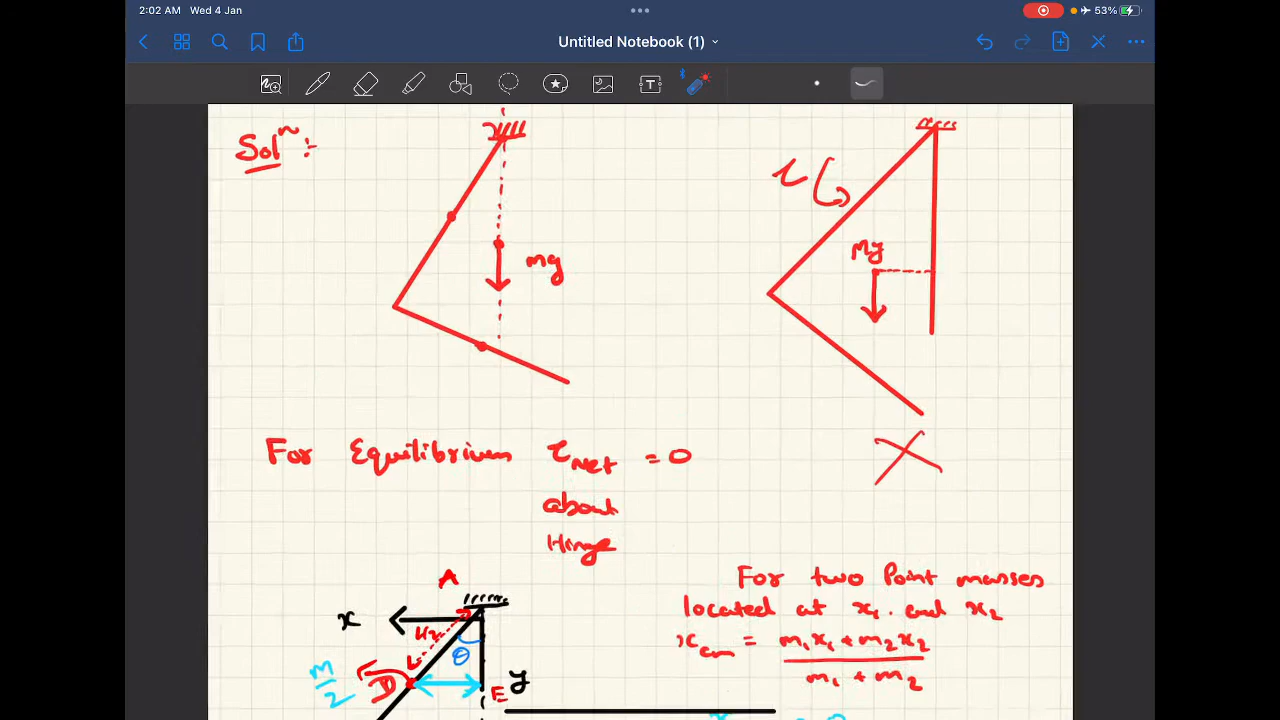 2:02 AM Wed 4 Jan
53%
Untitled Notebook (1)
Solⁿ :-
mg
τ
Mg
For Equilibrium τNet = 0
about
Hinge
A
x
θ
M/2
D
E
y
For two Point masses
located at x₁ and x₂
xcm = m₁x₁ + m₂x₂
m₁ + m₂